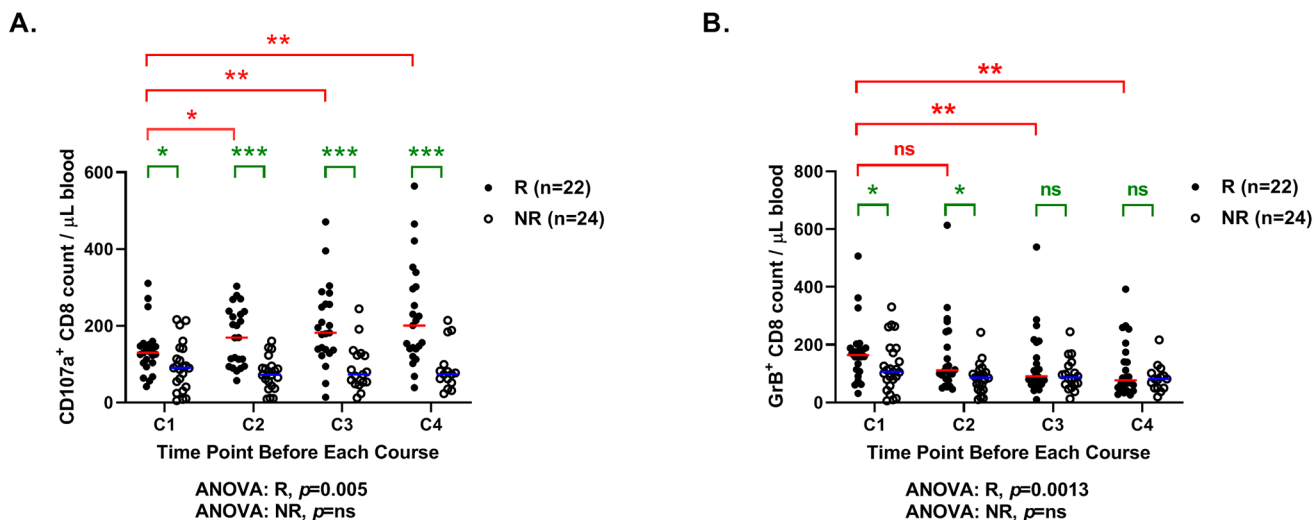 A.
**
**
*
*
***
***
***
CD107a⁺ CD8 count / μL blood
600
400
200
0
C1
C2
C3
C4
R (n=22)
NR (n=24)
Time Point Before Each Course
ANOVA: R, p=0.005
ANOVA: NR, p=ns
B.
**
**
ns
*
*
ns
ns
GrB⁺ CD8 count / μL blood
800
600
400
200
0
C1
C2
C3
C4
R (n=22)
NR (n=24)
Time Point Before Each Course
ANOVA: R, p=0.0013
ANOVA: NR, p=ns